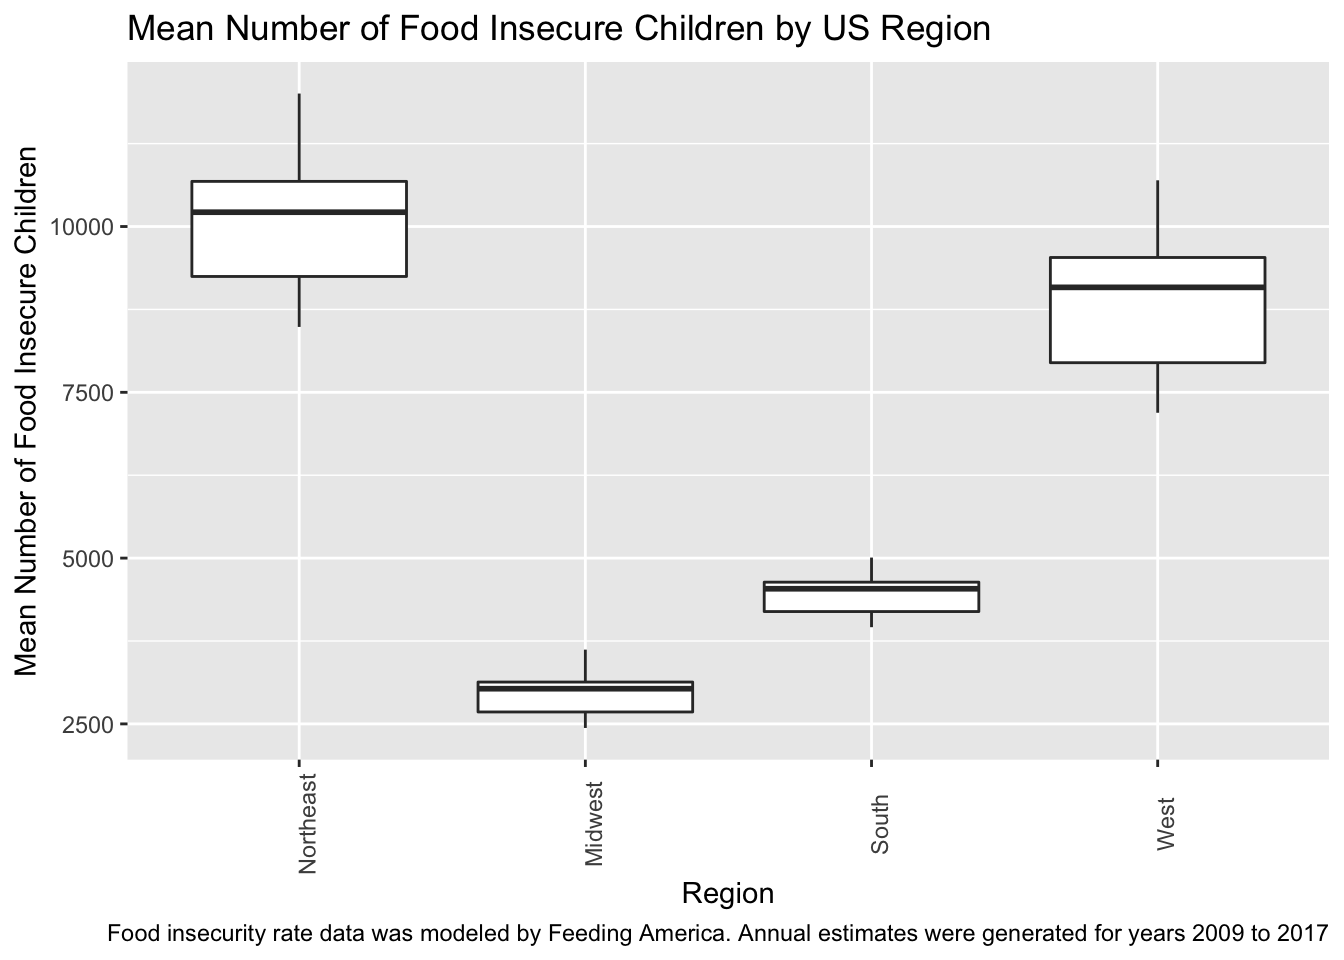 Mean Number of Food Insecure Children by US Region
Mean Number of Food Insecure Children
10000
7500
5000
2500
Northeast
Midwest
South
West
Region
Food insecurity rate data was modeled by Feeding America. Annual estimates were generated for years 2009 to 2017